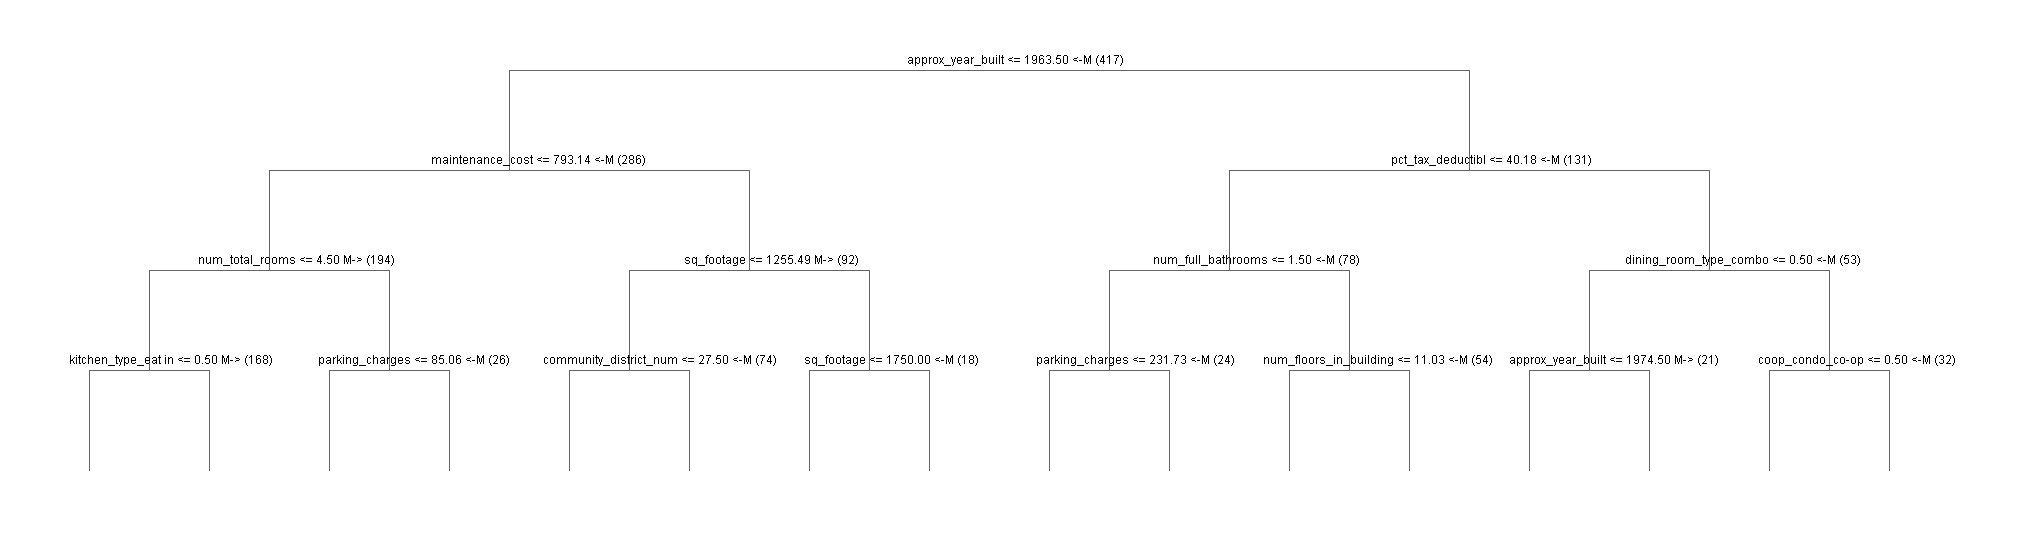 approx_year_built <= 1963.50 <-M (417)
maintenance_cost <= 793.14 <-M (286)
pct_tax_deductibl <= 40.18 <-M (131)
num_total_rooms <= 4.50 M-> (194)
sq_footage <= 1255.49 M-> (92)
num_full_bathrooms <= 1.50 <-M (78)
dining_room_type_combo <= 0.50 <-M (53)
kitchen_type_eat in <= 0.50 M-> (168)
parking_charges <= 85.06 <-M (26)
community_district_num <= 27.50 <-M (74)
sq_footage <= 1750.00 <-M (18)
parking_charges <= 231.73 <-M (24)
num_floors_in_building <= 11.03 <-M (54)
approx_year_built <= 1974.50 M-> (21)
coop_condo_co-op <= 0.50 <-M (32)